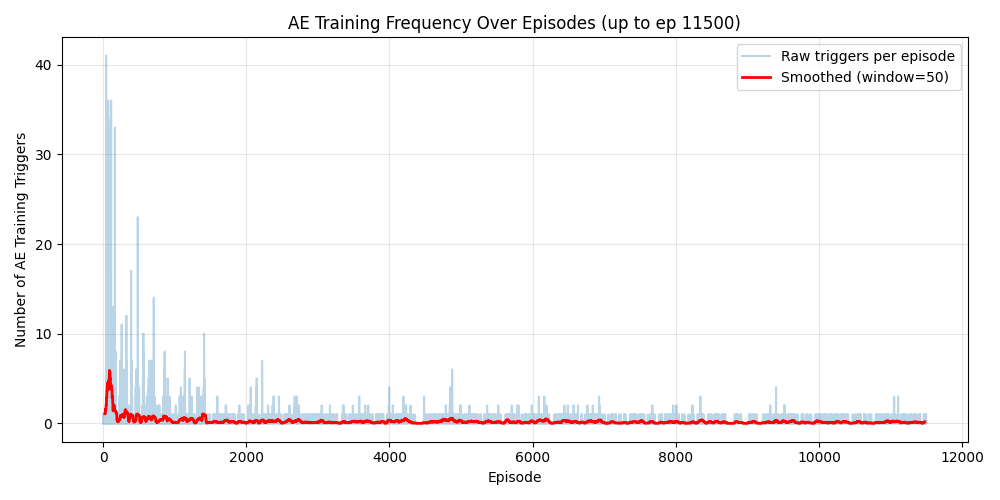 AE Training Frequency Over Episodes (up to ep 11500)
Raw triggers per episode
Smoothed (window=50)
Number of AE Training Triggers
40
30
20
10
0
0 2000 4000 6000 8000 10000 12000
Episode